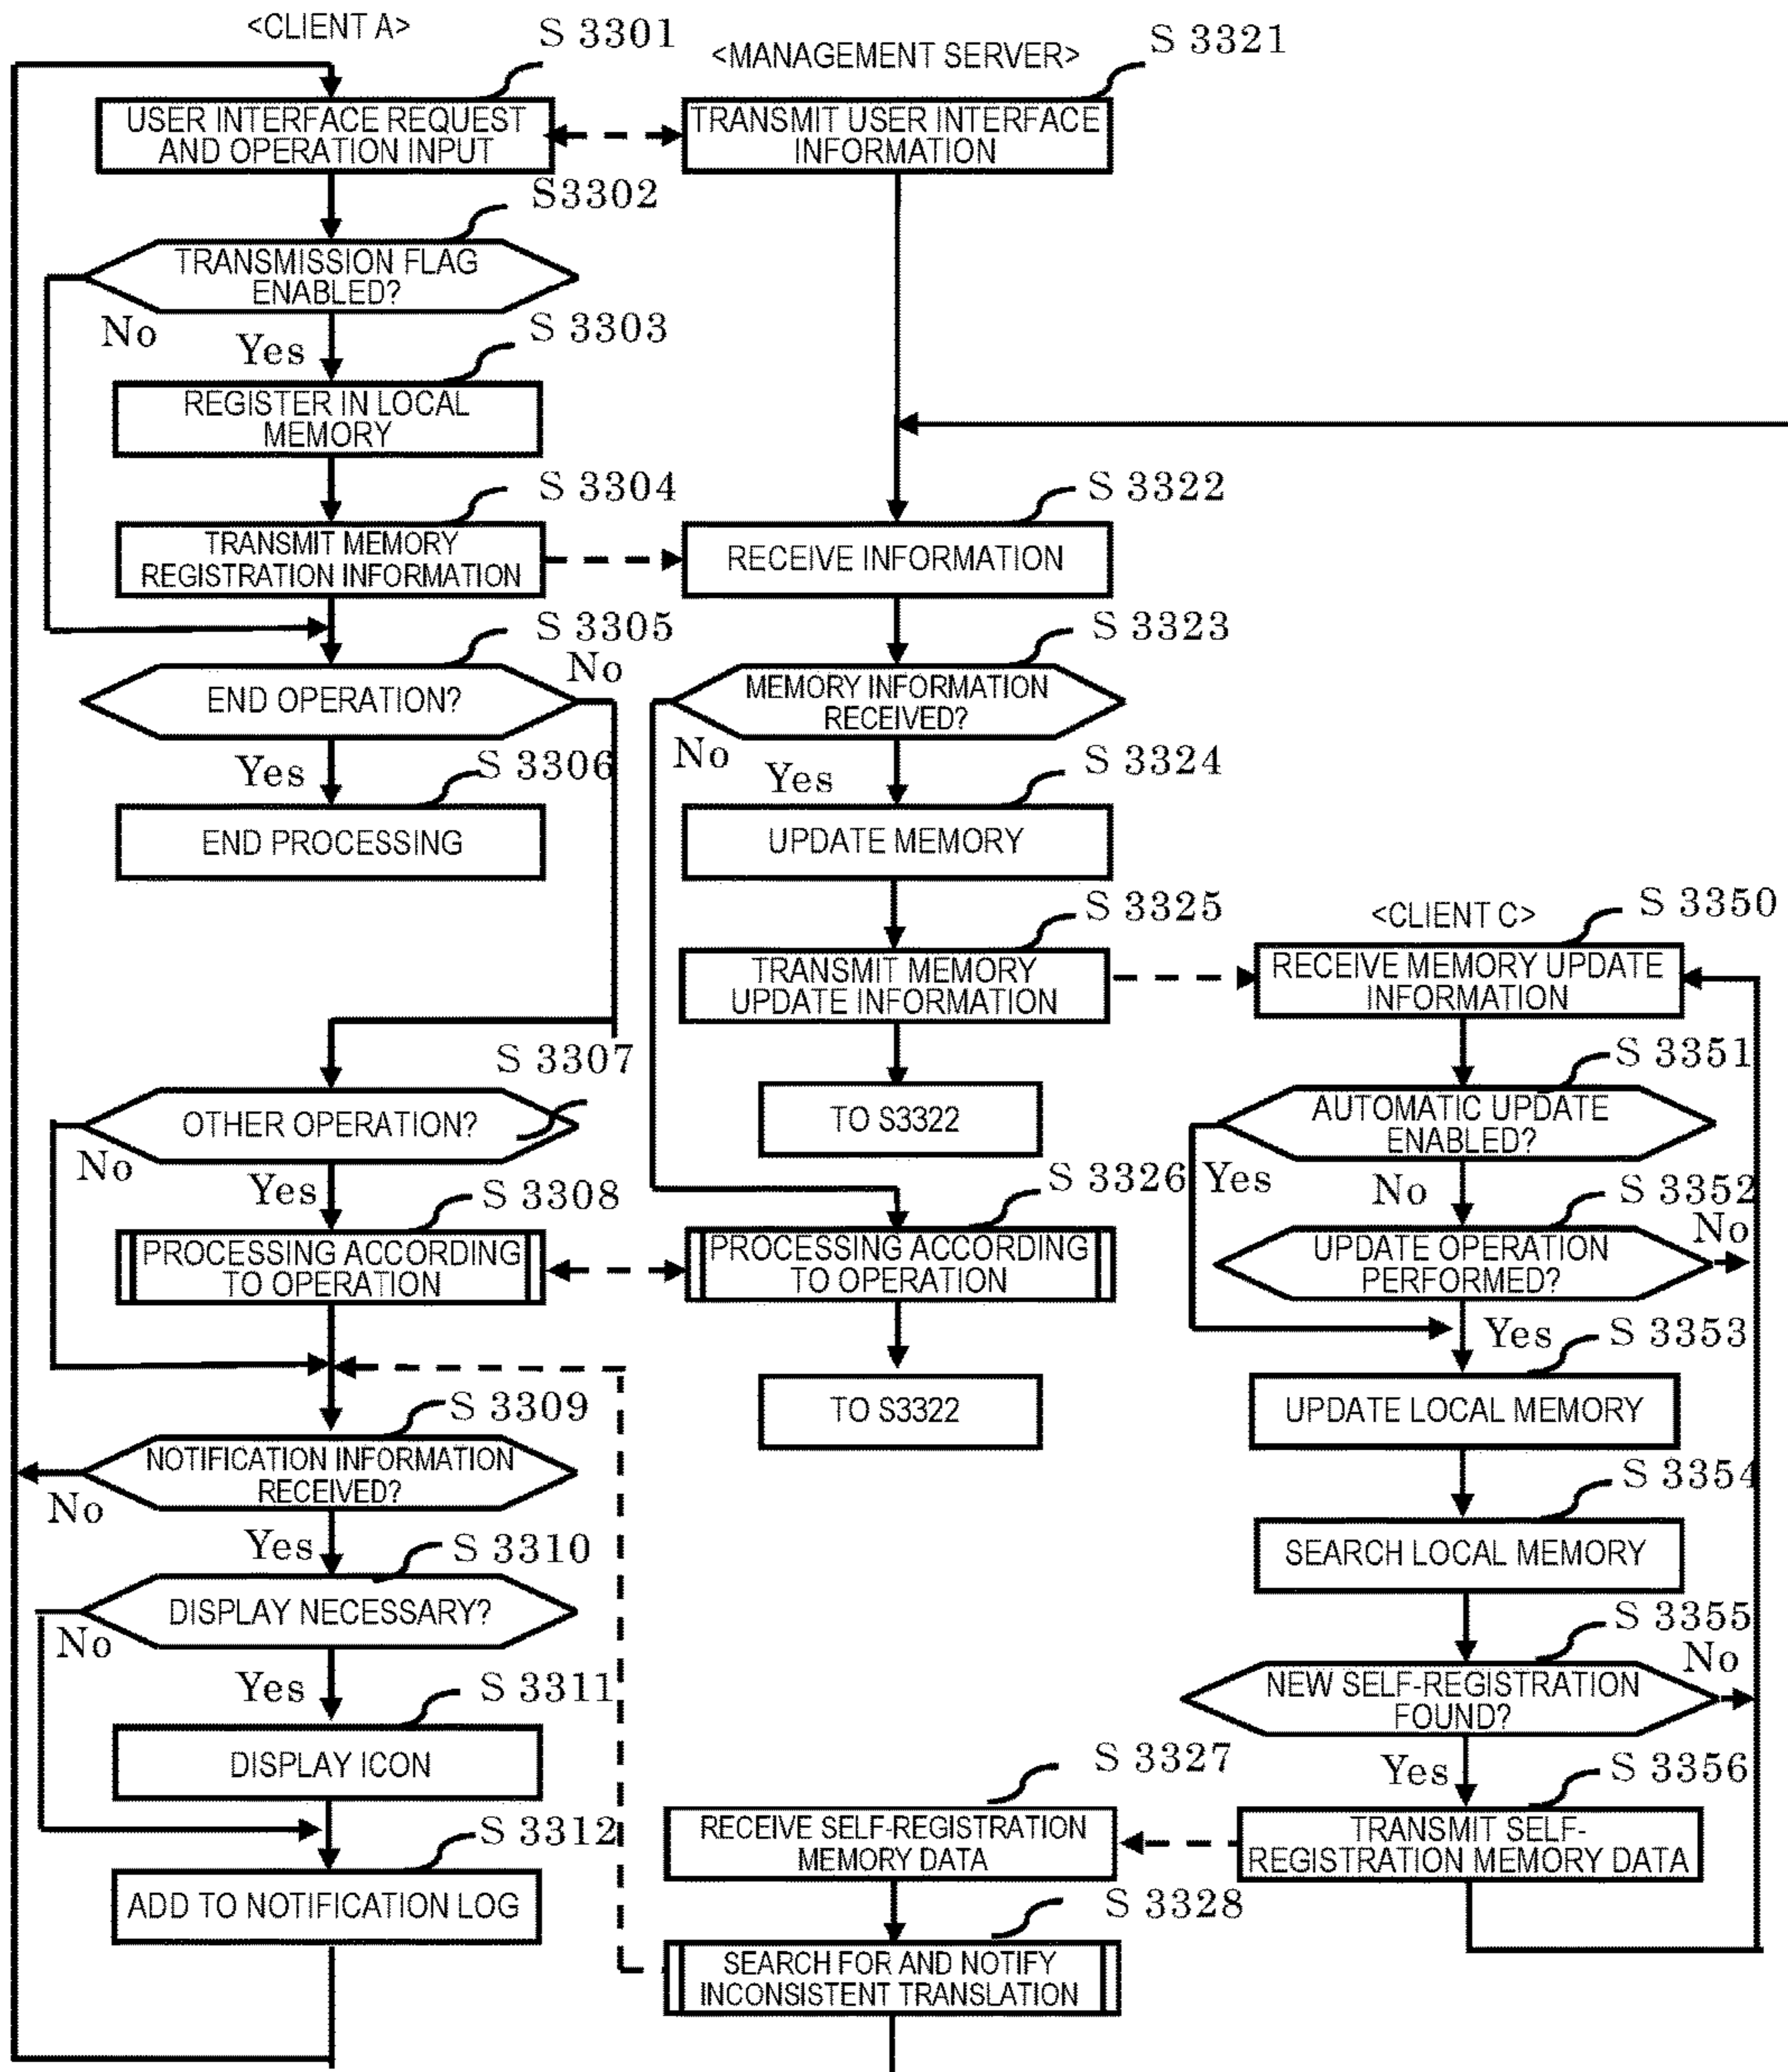 <CLIENT A>
S 3301
USER INTERFACE REQUEST
AND OPERATION INPUT
S3302
TRANSMISSION FLAG
ENABLED?
No
Yes
S 3303
REGISTER IN LOCAL
MEMORY
S 3304
TRANSMIT MEMORY
REGISTRATION INFORMATION
S 3305
No
END OPERATION?
Yes
S 3306
END PROCESSING
S 3307
OTHER OPERATION?
No
Yes
S 3308
PROCESSING ACCORDING
TO OPERATION
S 3309
NOTIFICATION INFORMATION
RECEIVED?
No
Yes
S 3310
DISPLAY NECESSARY?
No
Yes
S 3311
DISPLAY ICON
S 3312
ADD TO NOTIFICATION LOG
<MANAGEMENT SERVER>
S 3321
TRANSMIT USER INTERFACE
INFORMATION
S 3322
RECEIVE INFORMATION
S 3323
MEMORY INFORMATION
RECEIVED?
No
Yes
S 3324
UPDATE MEMORY
S 3325
TRANSMIT MEMORY
UPDATE INFORMATION
TO S3322
S 3326
PROCESSING ACCORDING
TO OPERATION
TO S3322
S 3327
RECEIVE SELF-REGISTRATION
MEMORY DATA
S 3328
SEARCH FOR AND NOTIFY
INCONSISTENT TRANSLATION
<CLIENT C>
S 3350
RECEIVE MEMORY UPDATE
INFORMATION
S 3351
AUTOMATIC UPDATE
ENABLED?
Yes
No
S 3352
No
UPDATE OPERATION
PERFORMED?
Yes
S 3353
UPDATE LOCAL MEMORY
S 3354
SEARCH LOCAL MEMORY
S 3355
No
NEW SELF-REGISTRATION
FOUND?
Yes
S 3356
TRANSMIT SELF-
REGISTRATION MEMORY DATA